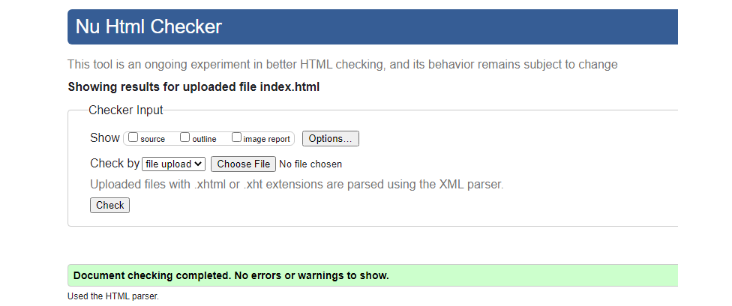 Nu Html Checker
This tool is an ongoing experiment in better HTML checking, and its behavior remains subject to change
Showing results for uploaded file index.html
Checker Input
Show source outline image report Options...
Check by file upload Choose File No file chosen
Uploaded files with .xhtml or .xht extensions are parsed using the XML parser.
Check
Document checking completed. No errors or warnings to show.
Used the HTML parser.